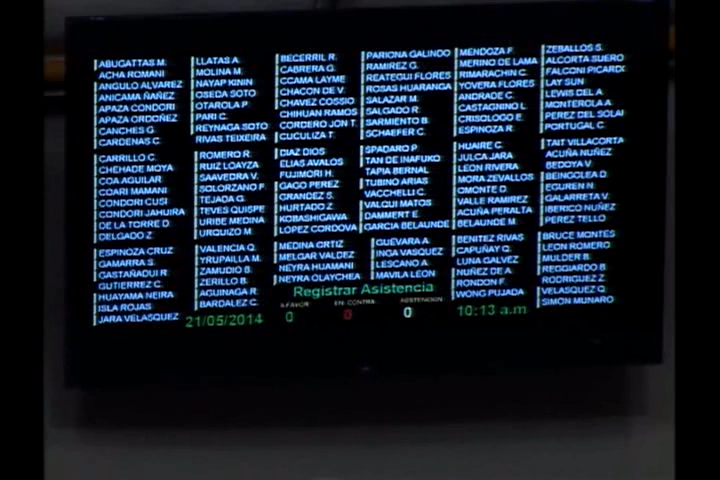 ABUGATTAS M.
ACHA ROMANI
ANGULO ALVAREZ
ANICAMA ÑAÑEZ
APAZA CONDORI
APAZA ORDOÑEZ
CANCHES G.
CARDENAS C.
CARRILLO C.
CHEHADE MOYA
COA AGUILAR
COARI MAMANI
CONDORI CUSI
CONDORI JAHUIRA
DE LA TORRE D.
DELGADO Z.
ESPINOZA CRUZ
GAMARRA S.
GASTAÑADUI R.
GUTIERREZ C.
HUAYAMA NEIRA
ISLA ROJAS
JARA VELASQUEZ
LLATAS A.
MOLINA M.
NAYAP KININ
OSEDA SOTO
OTAROLA P.
PARI C.
REYNAGA SOTO
RIVAS TEIXEIRA
ROMERO R.
RUIZ LOAYZA
SAAVEDRA V.
SOLORZANO F.
TEJADA G.
TEVES QUISPE
URIBE MEDINA
URQUIZO M.
VALENCIA Q.
YRUPAILLA M.
ZAMUDIO B.
ZERILLO B.
AGUINAGA R.
BARDALEZ C.
BECERRIL R.
CABRERA G.
CCAMA LAYME
CHACON DE V.
CHAVEZ COSSIO
CHIHUAN RAMOS
CORDERO JON T.
CUCULIZA T.
DIAZ DIOS
ELIAS AVALOS
FUJIMORI H.
GAGO PEREZ
GRANDEZ S.
HURTADO Z.
KOBASHIGAWA
LOPEZ CORDOVA
MEDINA ORTIZ
MELGAR VALDEZ
NEYRA HUAMANI
NEYRA OLAYCHEA
PARIONA GALINDO
RAMIREZ G.
REATEGUI FLORES
ROSAS HUARANGA
SALAZAR M.
SALGADO R.
SARMIENTO B.
SCHAEFER C.
SPADARO P.
TAN DE INAFUKO
TAPIA BERNAL
TUBINO ARIAS
VACCHELLI C.
VALQUI MATOS
DAMMERT E.
GARCIA BELAUNDE
GUEVARA A.
INGA VASQUEZ
LESCANO A.
MAVILA LEON
MENDOZA F.
MERINO DE LAMA
RIMARACHIN C.
YOVERA FLORES
ANDRADE C.
CASTAGNINO L.
CRISOLOGO E.
ESPINOZA R.
HUAIRE C.
JULCA JARA
LEON RIVERA
MORA ZEVALLOS
OMONTE D.
VALLE RAMIREZ
ACUÑA PERALTA
BELAUNDE M.
BENITEZ RIVAS
CAPUÑAY Q.
LUNA GALVEZ
NUÑEZ DE A.
RONDON F.
WONG PUJADA
ZEBALLOS S.
ALCORTA SUERO
FALCONI PICARDO
LAY SUN
LEWIS DEL A.
MONTEROLA A.
PEREZ DEL SOLAR
PORTUGAL C.
TAIT VILLACORTA
ACUÑA NUÑEZ
BEDOYA V.
BEINGOLEA D.
EGUREN N.
GALARRETA V.
IBERICO NUÑEZ
PEREZ TELLO
BRUCE MONTES
LEON ROMERO
MULDER B.
REGGIARDO B.
RODRIGUEZ Z.
VELASQUEZ Q.
SIMON MUNARO
Registrar Asistencia
A FAVOR EN CONTRA ABSTENCION
21/05/2014 0 0 0 10:13 a.m